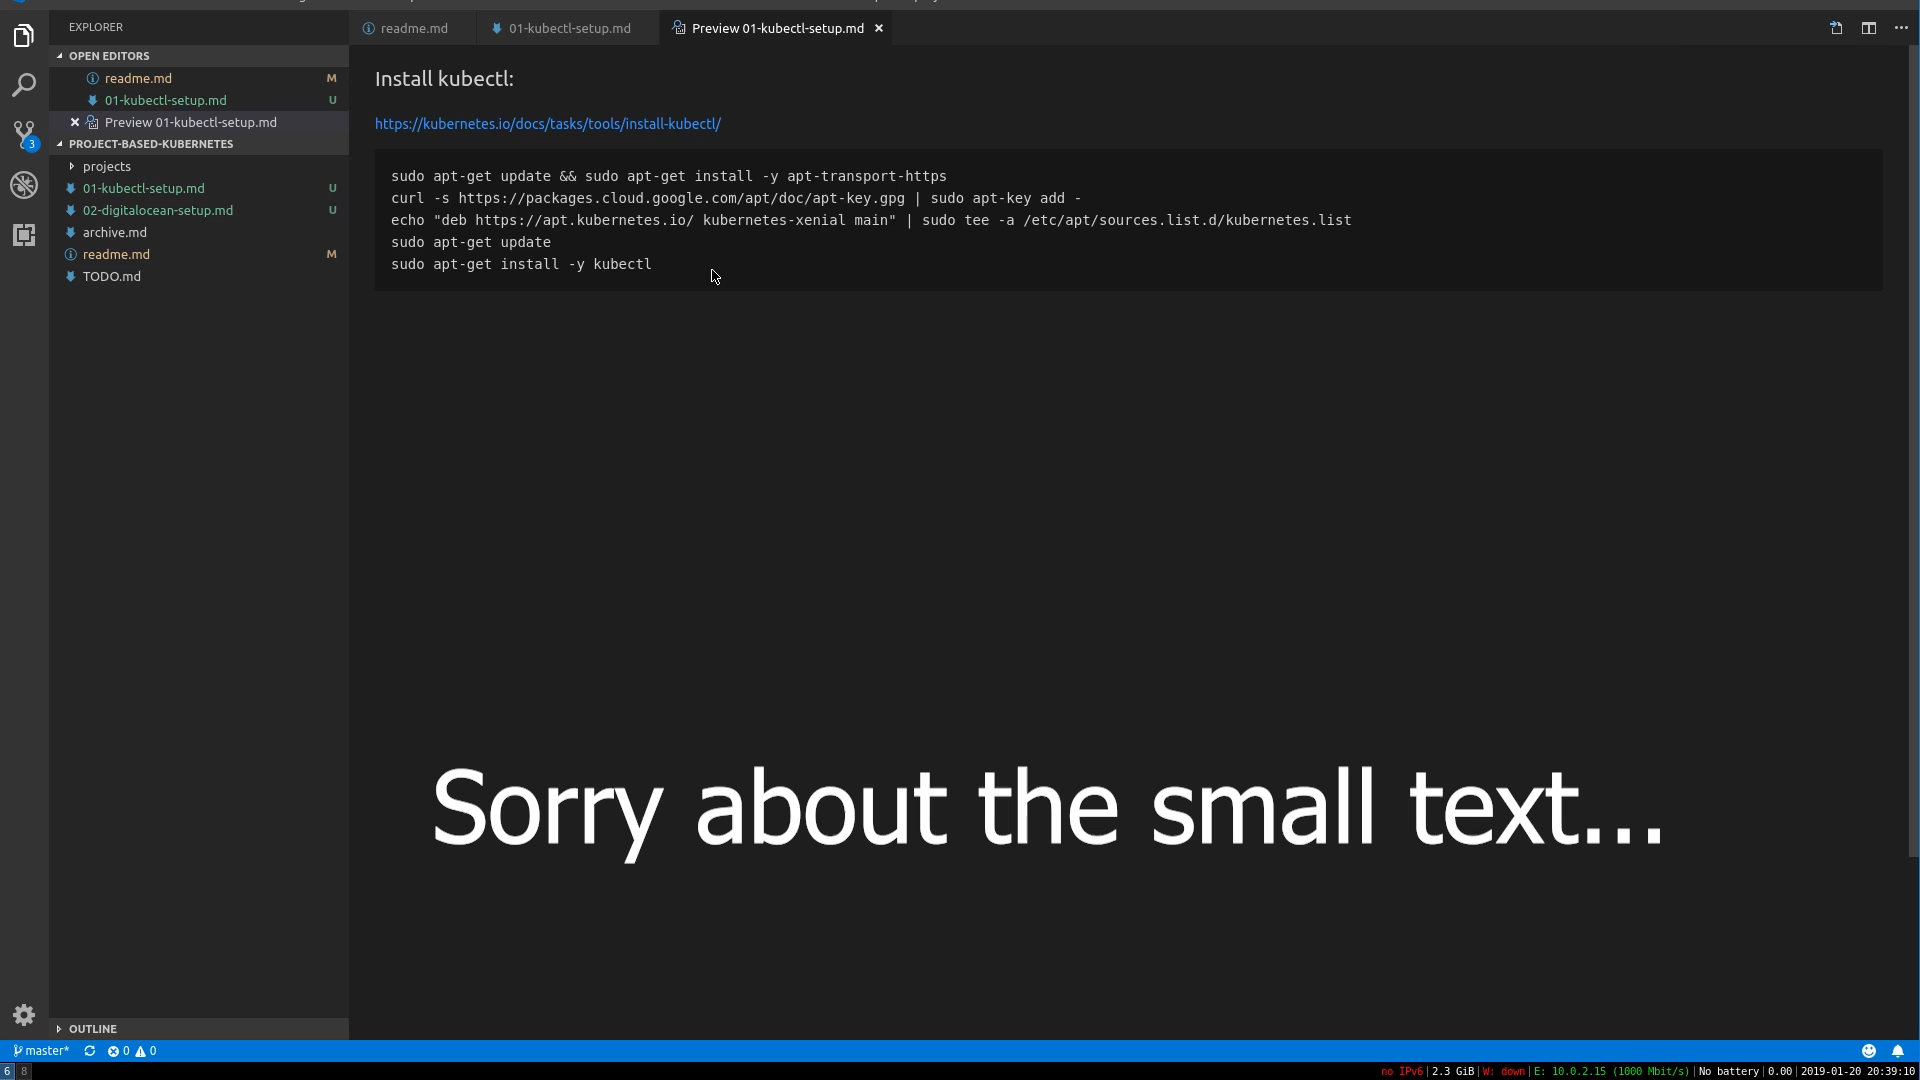 EXPLORER
OPEN EDITORS
readme.md M
01-kubectl-setup.md U
Preview 01-kubectl-setup.md
PROJECT-BASED-KUBERNETES
projects
01-kubectl-setup.md U
02-digitalocean-setup.md U
archive.md
readme.md M
TODO.md
3
OUTLINE
readme.md 01-kubectl-setup.md Preview 01-kubectl-setup.md
Install kubectl:
https://kubernetes.io/docs/tasks/tools/install-kubectl/
sudo apt-get update && sudo apt-get install -y apt-transport-https
curl -s https://packages.cloud.google.com/apt/doc/apt-key.gpg | sudo apt-key add -
echo "deb https://apt.kubernetes.io/ kubernetes-xenial main" | sudo tee -a /etc/apt/sources.list.d/kubernetes.list
sudo apt-get update
sudo apt-get install -y kubectl
Sorry about the small text...
master* 0 0
6 8 no IPv6|2.3 GiB|W: down|E: 10.0.2.15 (1000 Mbit/s)|No battery|0.00|2019-01-20 20:39:10